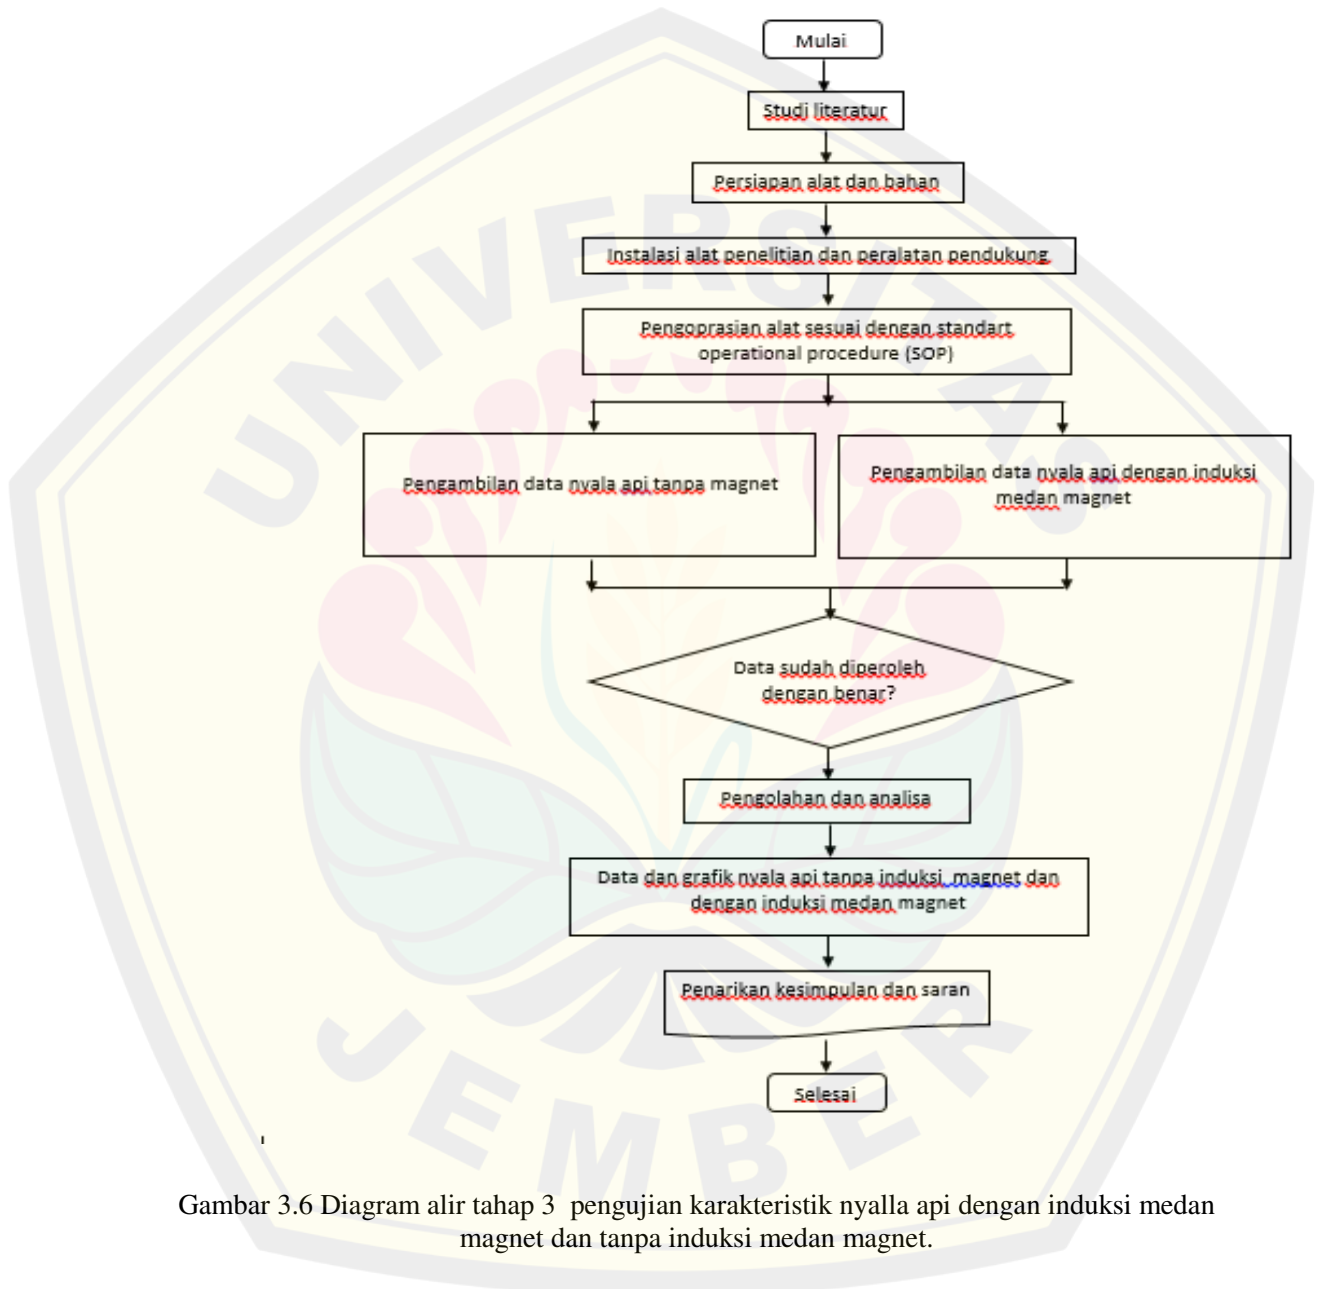 Mulai
Studi literatur
Persiapan alat dan bahan
Instalasi alat penelitian dan peralatan pendukung
Pengoprasian alat sesuai dengan standart
operational procedure (SOP)
Pengambilan data nyala api tanpa magnet
Pengambilan data nyala api dengan induksi
medan magnet
Data sudah diperoleh
dengan benar?
Pengolahan dan analisa
Data dan grafik nyala api tanpa induksi magnet dan
dengan induksi medan magnet
Penarikan kesimpulan dan saran
Selesai
UNIVERSITAS
JEMBER
Gambar 3.6 Diagram alir tahap 3 pengujian karakteristik nyalla api dengan induksi medan
magnet dan tanpa induksi medan magnet.